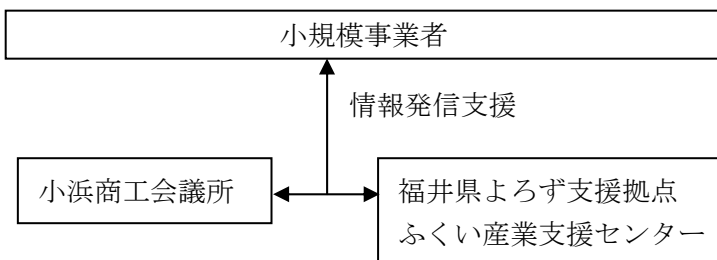 小規模事業者
情報発信支援
小浜商工会議所
福井県よろず支援拠点
ふくい産業支援センター